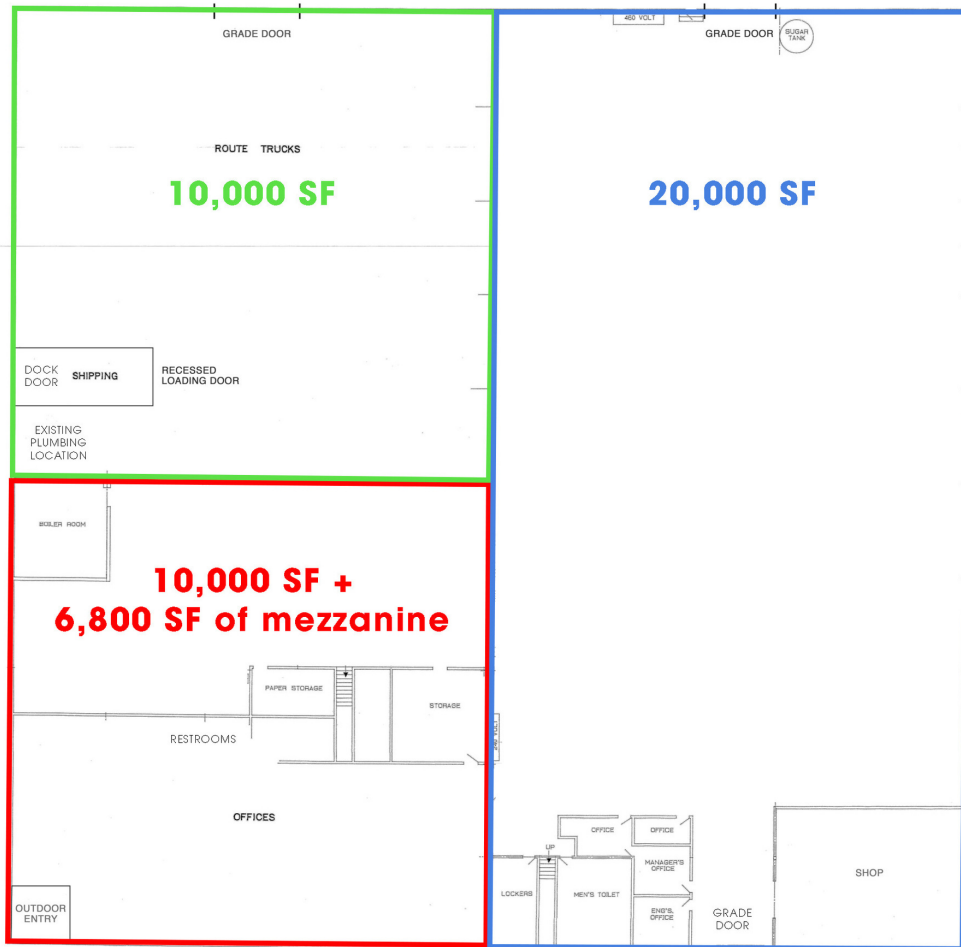 460 VOLT
GRADE DOOR
GRADE DOOR
SUGAR
TANK
ROUTE TRUCKS
10,000 SF
20,000 SF
DOCK
DOOR
SHIPPING
RECESSED
LOADING DOOR
EXISTING
PLUMBING
LOCATION
BOILER ROOM
10,000 SF +
6,800 SF of mezzanine
PAPER STORAGE
STORAGE
RESTROOMS
240 VOLT
OFFICES
OFFICE
OFFICE
UP
MANAGER'S
OFFICE
SHOP
LOCKERS
MEN'S TOILET
ENG'S.
OFFICE
GRADE
DOOR
OUTDOOR
ENTRY